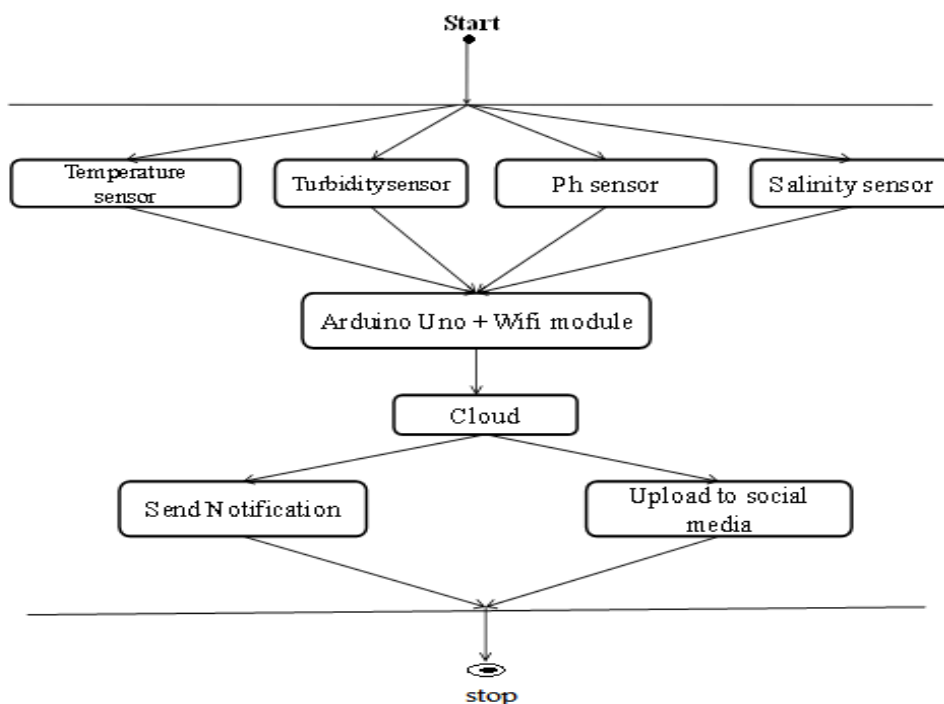 Start
Temperature
sensor
Turbiditysensor
Ph sensor
Salinity sensor
Arduino Uno + Wifi module
Cloud
Send Notification
Upload to social
media
stop